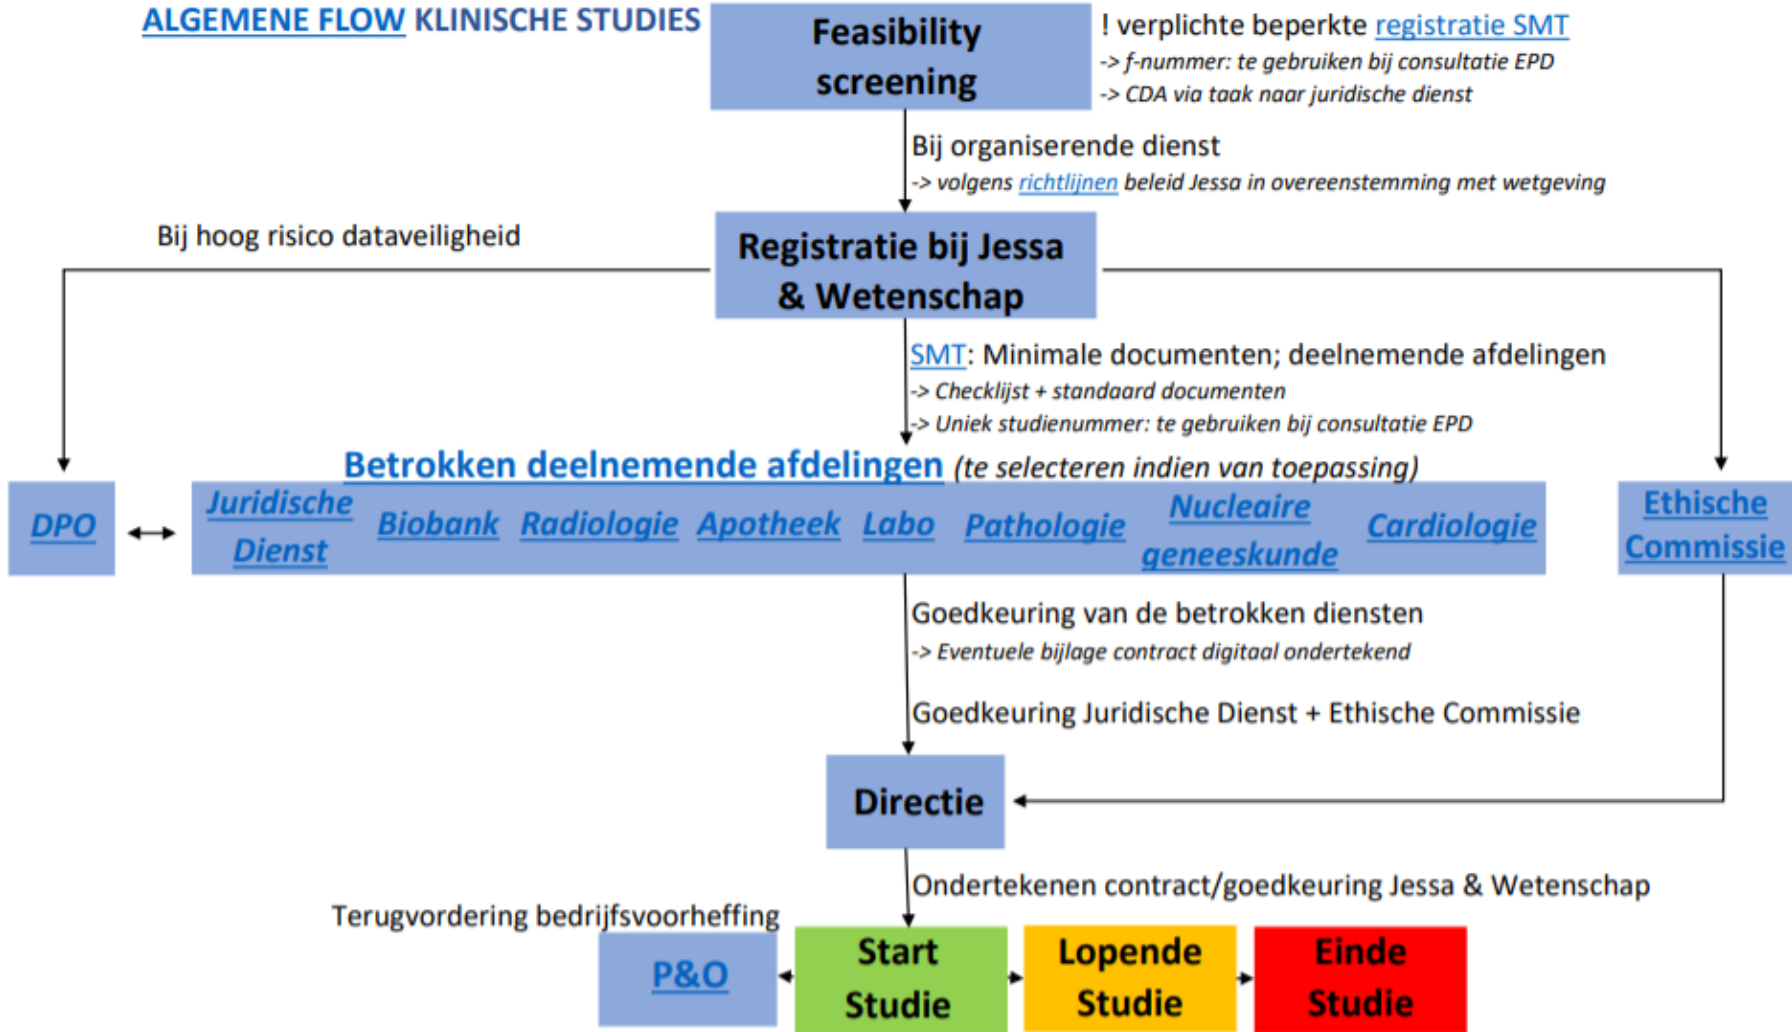 ALGEMENE FLOW KLINISCHE STUDIES
Feasibility
screening
! verplichte beperkte registratie SMT
-> f-nummer: te gebruiken bij consultatie EPD
-> CDA via taak naar juridische dienst
Bij organiserende dienst
-> volgens richtlijnen beleid Jessa in overeenstemming met wetgeving
Bij hoog risico dataveiligheid
Registratie bij Jessa
& Wetenschap
SMT: Minimale documenten; deelnemende afdelingen
-> Checklijst + standaard documenten
-> Uniek studienummer: te gebruiken bij consultatie EPD
Betrokken deelnemende afdelingen (te selecteren indien van toepassing)
DPO
Juridische
Dienst
Biobank
Radiologie
Apotheek
Labo
Pathologie
Nucleaire
geneeskunde
Cardiologie
Ethische
Commissie
Goedkeuring van de betrokken diensten
-> Eventuele bijlage contract digitaal ondertekend
Goedkeuring Juridische Dienst + Ethische Commissie
Directie
Ondertekenen contract/goedkeuring Jessa & Wetenschap
Terugvordering bedrijfsvoorheffing
P&O
Start
Studie
Lopende
Studie
Einde
Studie